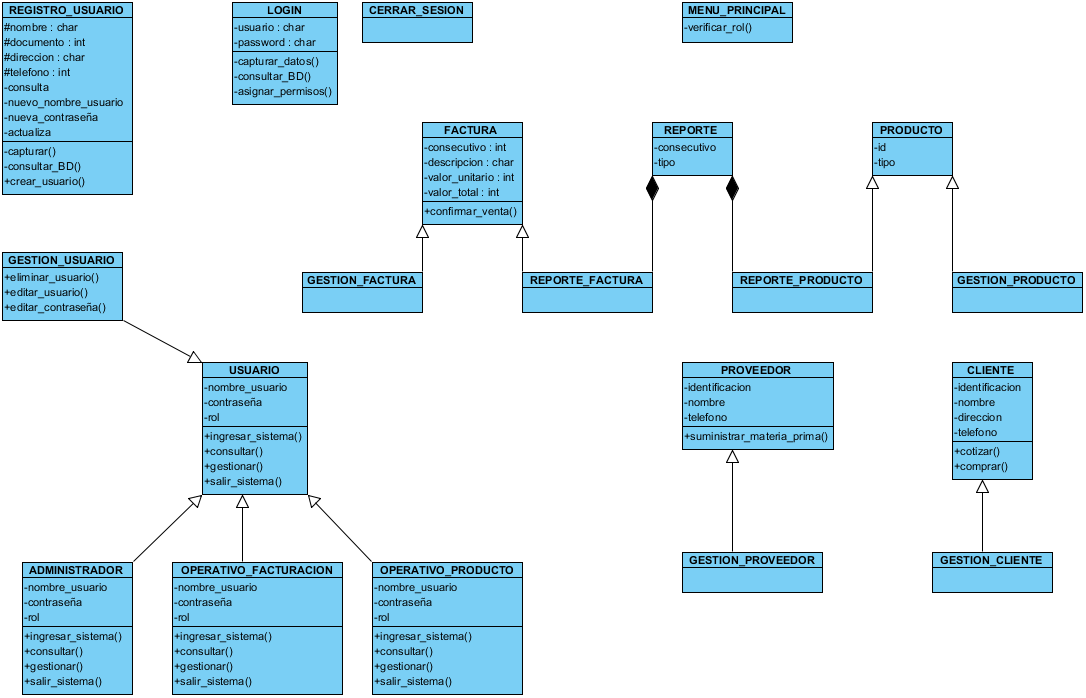 REGISTRO_USUARIO
#nombre : char
#documento : int
#direccion : char
#telefono : int
-consulta
-nuevo_nombre_usuario
-nueva_contraseña
-actualiza
-capturar()
-consultar_BD()
+crear_usuario()
LOGIN
-usuario : char
-password : char
-capturar_datos()
-consultar_BD()
-asignar_permisos()
CERRAR_SESION
MENU_PRINCIPAL
-verificar_rol()
FACTURA
-consecutivo : int
-descripcion : char
-valor_unitario : int
-valor_total : int
+confirmar_venta()
REPORTE
-consecutivo
-tipo
PRODUCTO
-id
-tipo
GESTION_USUARIO
+eliminar_usuario()
+editar_usuario()
+editar_contraseña()
GESTION_FACTURA
REPORTE_FACTURA
REPORTE_PRODUCTO
GESTION_PRODUCTO
USUARIO
-nombre_usuario
-contraseña
-rol
+ingresar_sistema()
+consultar()
+gestionar()
+salir_sistema()
PROVEEDOR
-identificacion
-nombre
-telefono
+suministrar_materia_prima()
CLIENTE
-identificacion
-nombre
-direccion
-telefono
+cotizar()
+comprar()
ADMINISTRADOR
-nombre_usuario
-contraseña
-rol
+ingresar_sistema()
+consultar()
+gestionar()
+salir_sistema()
OPERATIVO_FACTURACION
-nombre_usuario
-contraseña
-rol
+ingresar_sistema()
+consultar()
+gestionar()
+salir_sistema()
OPERATIVO_PRODUCTO
-nombre_usuario
-contraseña
-rol
+ingresar_sistema()
+consultar()
+gestionar()
+salir_sistema()
GESTION_PROVEEDOR
GESTION_CLIENTE